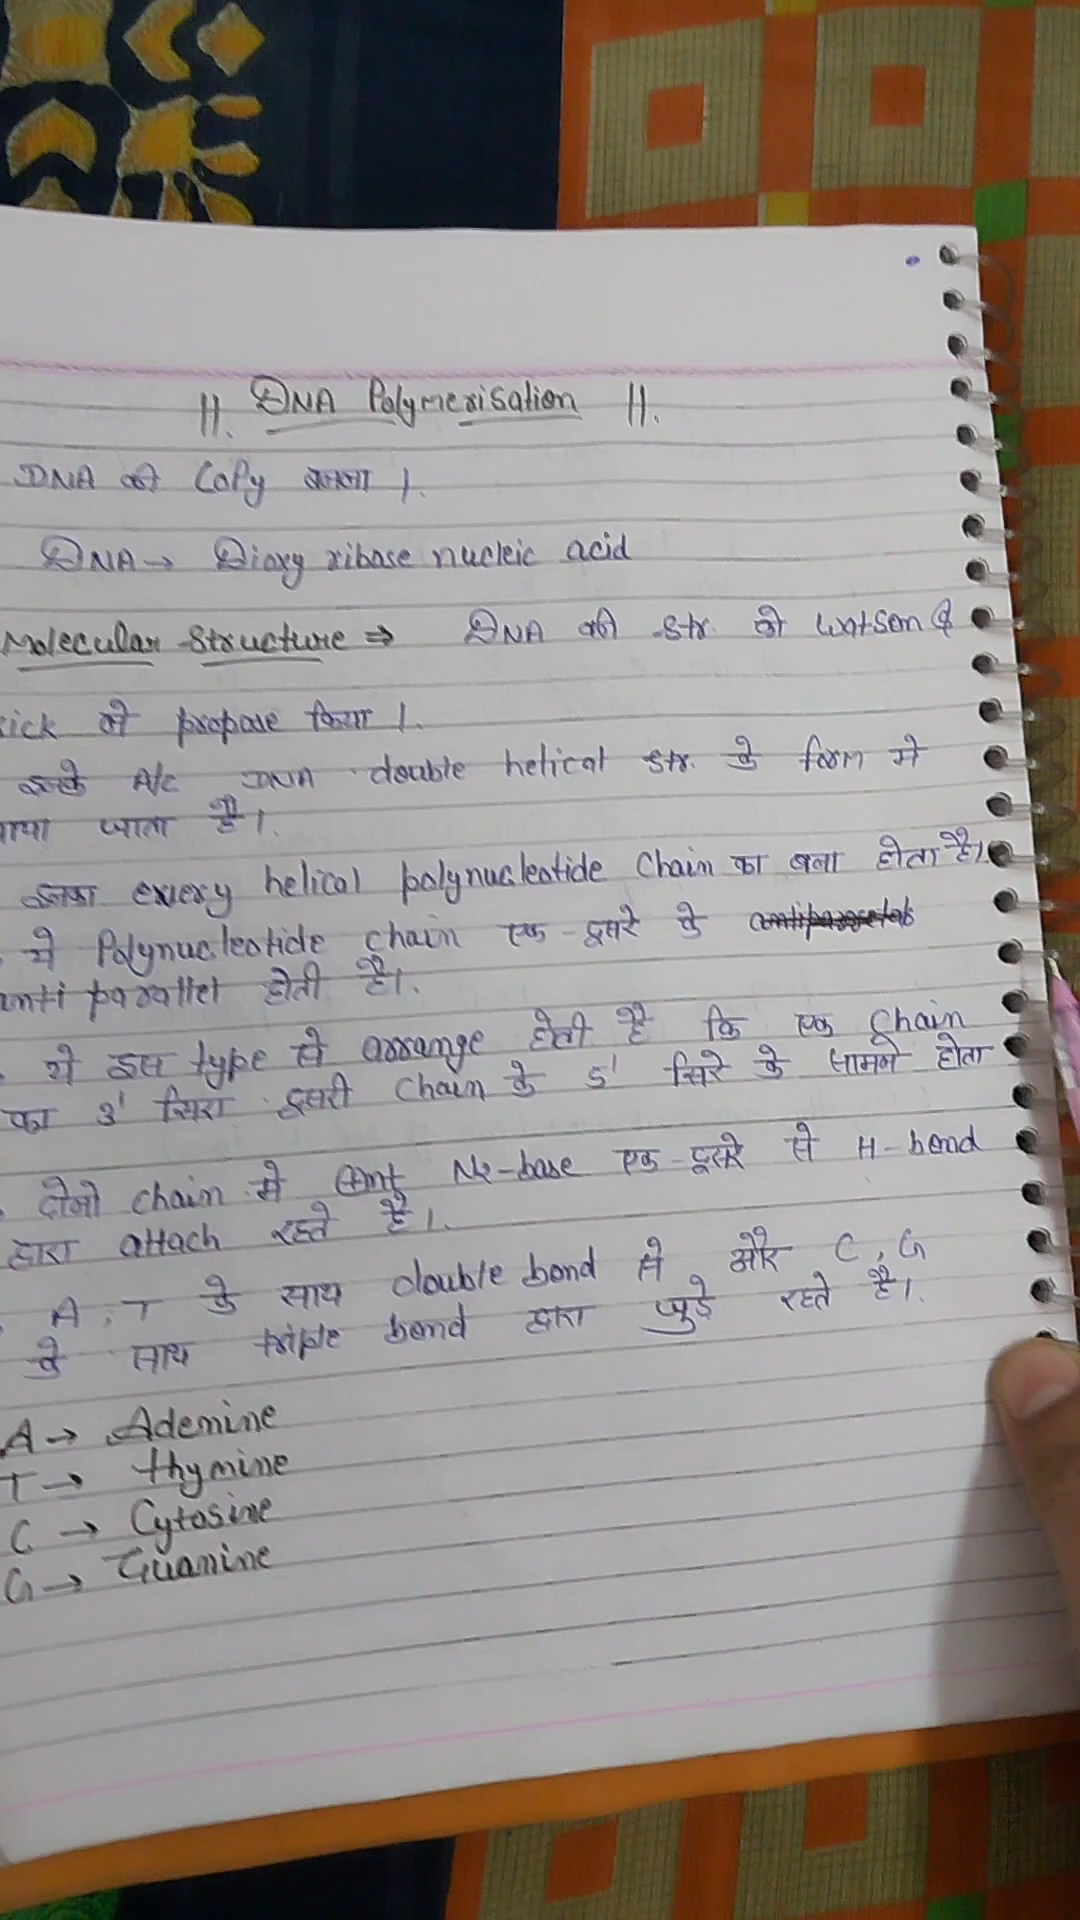 ||. DNA Polymerisation ||.
DNA की Copy बनना ।.
DNA → Dioxy ribase nucleic acid
Molecular Structure ⇒ DNA की str. को Watson &
rick ने propose किया ।.
इनके A/c DNA double helical str. के form मे
पाया जाता है।.
इनका every helical polynucleotide Chain का बना होता है।
ये Polynucleotide chain एक-दूसरे के
anti parallel होती है।.
ये इस type से arrange होती है कि एक Chain
का 3' सिरा दूसरी Chain के 5' सिरे के सामने होता
दोनो chain मे N2-base एक-दूसरे से H-bond
द्वारा attach रहते है।.
A, T के साथ double bond से और C, G
के साथ triple bond द्वारा जुड़े रहते है।.
A → Adenine
T → thymine
C → Cytosine
G → Guanine